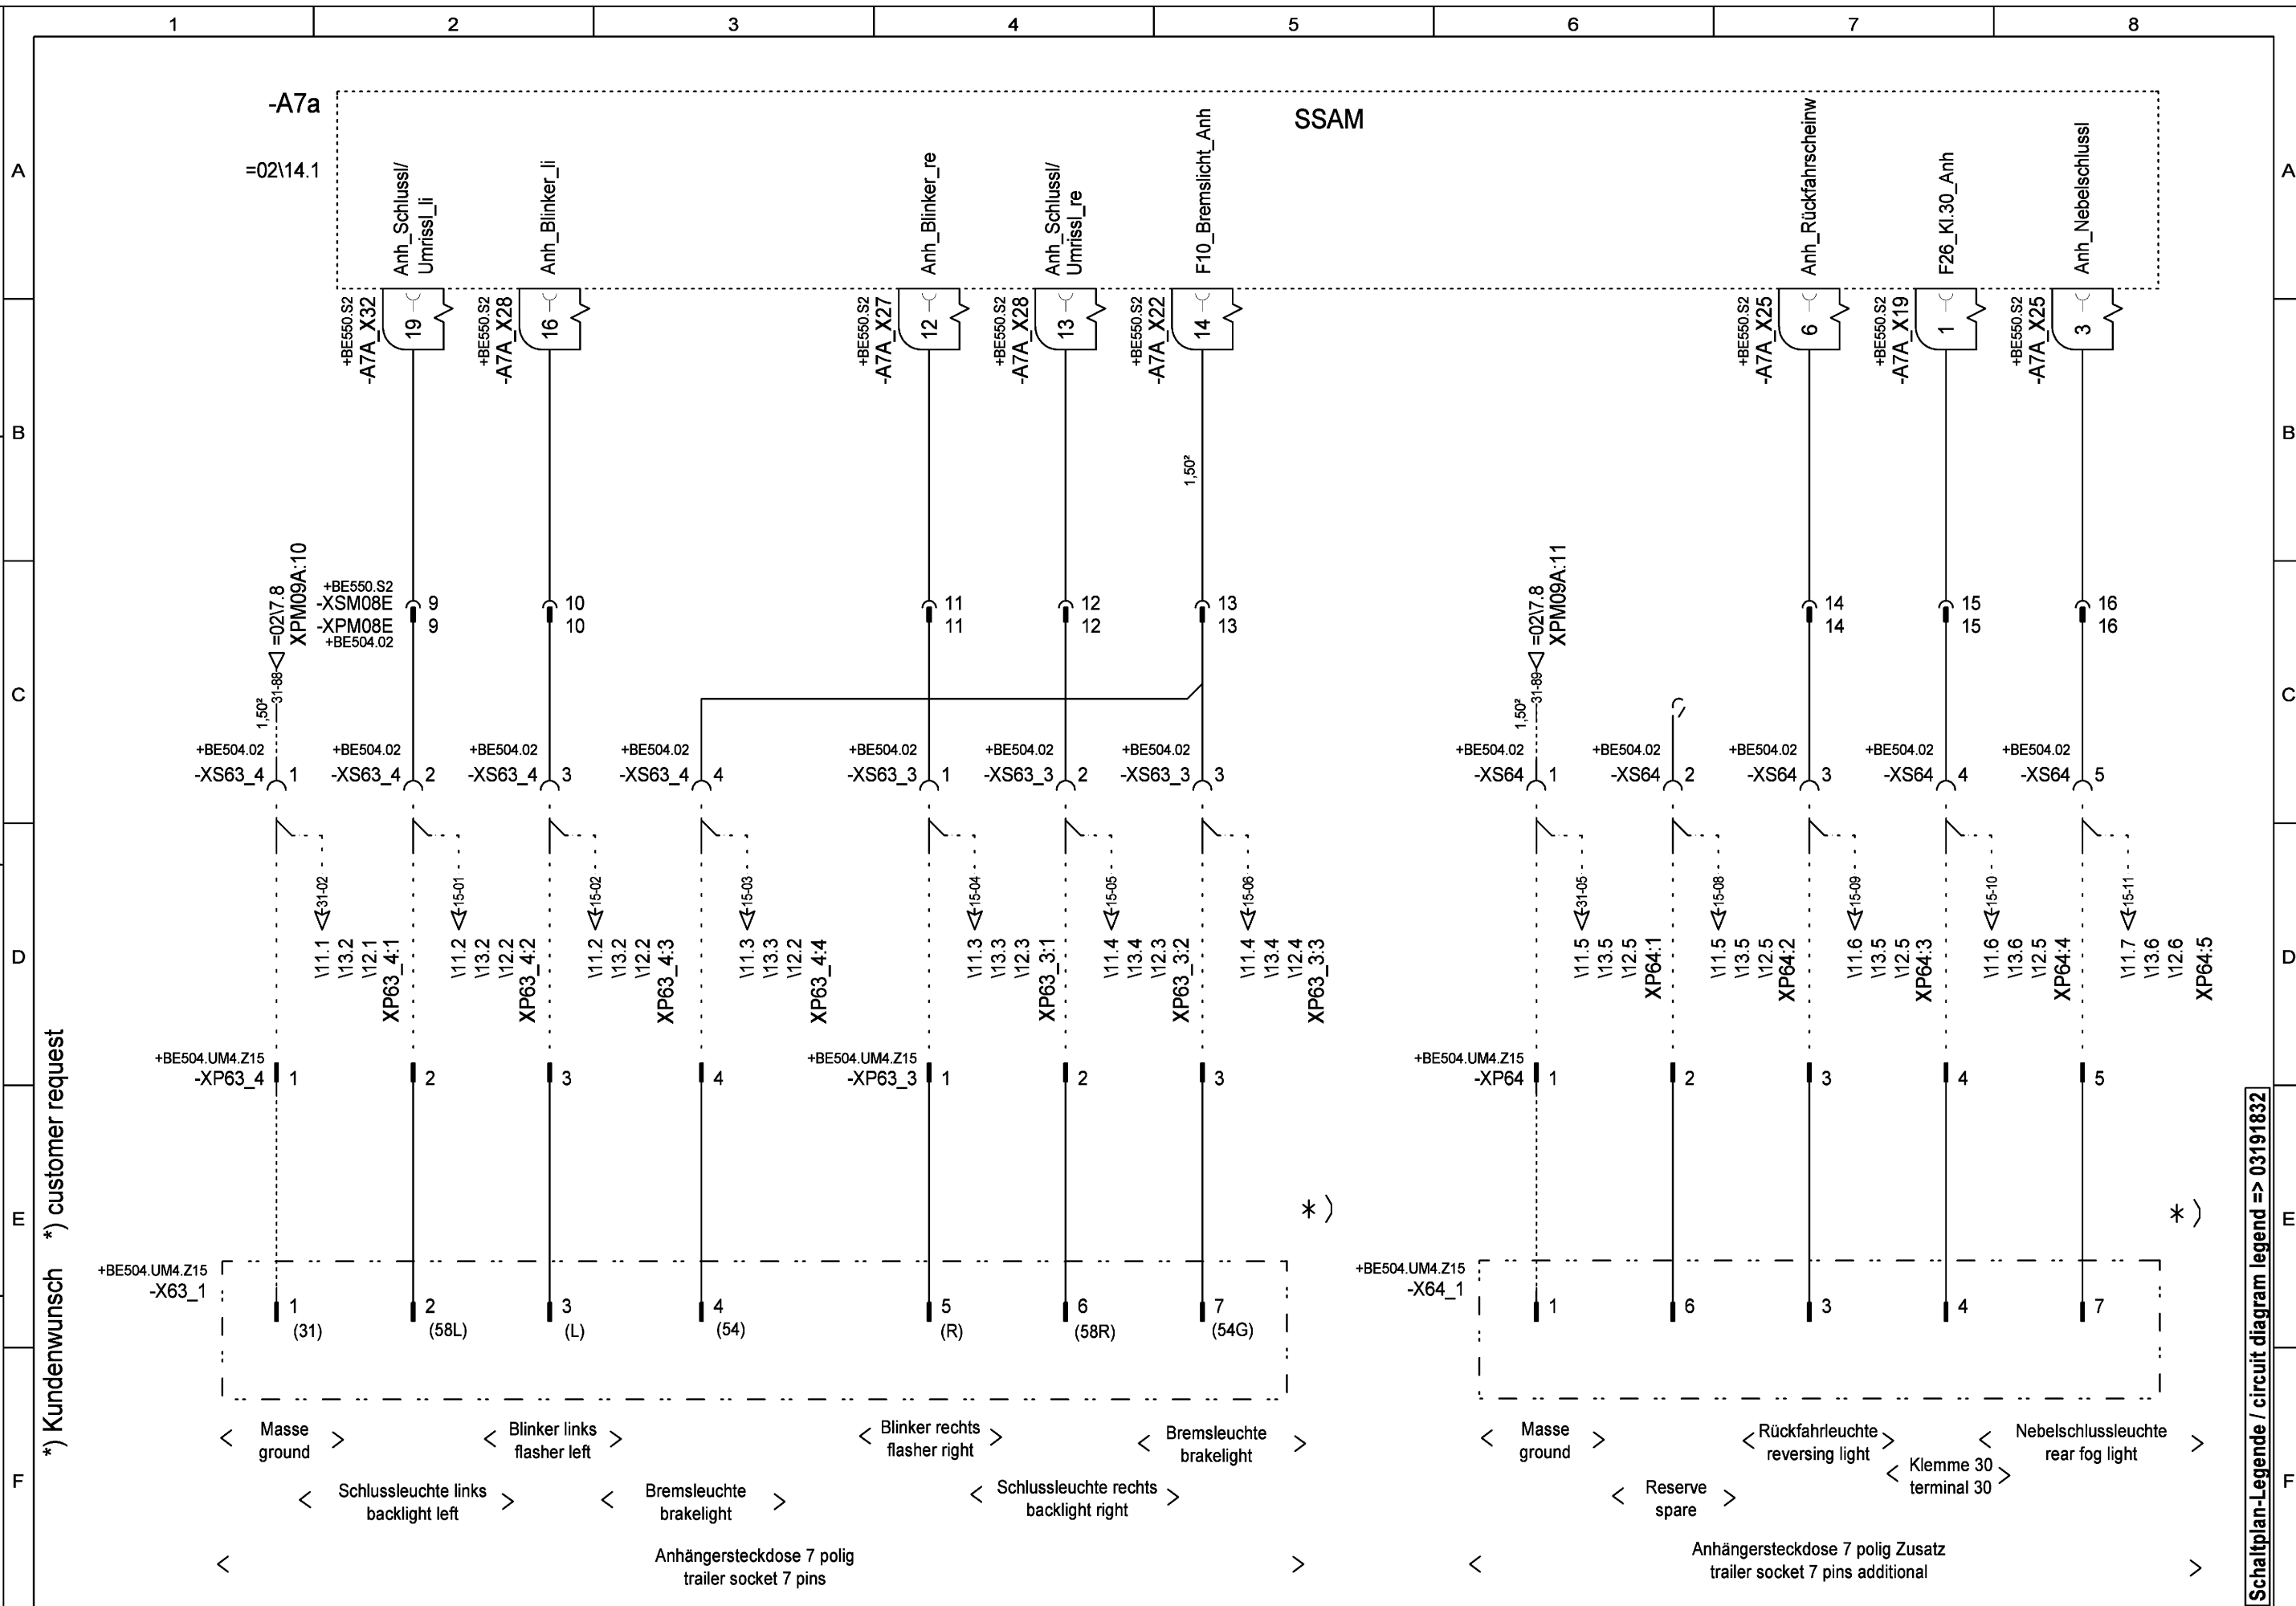 1 2 3 4 5 6 7 8
A A
B B
C C
D D
E E
F F
-A7a
=02\14.1
SSAM
Anh_Schlussl/
Umrissl_li
Anh_Blinker_li
Anh_Blinker_re
Anh_Schlussl/
Umrissl_re
F10_Bremslicht_Anh
Anh_Rückfahrscheinw
F26_Kl.30_Anh
Anh_Nebelschlussl
+BE550.S2
-A7A_X32
19
+BE550.S2
-A7A_X28
16
+BE550.S2
-A7A_X27
12
+BE550.S2
-A7A_X28
13
+BE550.S2
-A7A_X22
14
+BE550.S2
-A7A_X25
6
+BE550.S2
-A7A_X19
1
+BE550.S2
-A7A_X25
3
1,50²
=02\7.8
XPM09A:10
31-88
1,50²
+BE550.S2
-XSM08E 9 10 11 12 13 14 15 16
-XPM08E 9 10 11 12 13 14 15 16
+BE504.02
=02\7.8
XPM09A:11
31-89
1,50²
+BE504.02 +BE504.02 +BE504.02 +BE504.02 +BE504.02 +BE504.02 +BE504.02 +BE504.02 +BE504.02 +BE504.02 +BE504.02 +BE504.02
-XS63_4 1 -XS63_4 2 -XS63_4 3 -XS63_4 4 -XS63_3 1 -XS63_3 2 -XS63_3 3 -XS64 1 -XS64 2 -XS64 3 -XS64 4 -XS64 5
31-02
\11.1
\13.2
\12.1
XP63_4:1
15-01
\11.2
\13.2
\12.2
XP63_4:2
15-02
\11.2
\13.2
\12.2
XP63_4:3
15-03
\11.3
\13.3
\12.2
XP63_4:4
15-04
\11.3
\13.3
\12.3
XP63_3:1
15-05
\11.4
\13.4
\12.3
XP63_3:2
15-06
\11.4
\13.4
\12.4
XP63_3:3
31-05
\11.5
\13.5
\12.5
XP64:1
15-08
\11.5
\13.5
\12.5
XP64:2
15-09
\11.6
\13.5
\12.5
XP64:3
15-10
\11.6
\13.6
\12.5
XP64:4
15-11
\11.7
\13.6
\12.6
XP64:5
+BE504.UM4.Z15 +BE504.UM4.Z15 +BE504.UM4.Z15
-XP63_4 1 2 3 4 -XP63_3 1 2 3 -XP64 1 2 3 4 5
*) *)
+BE504.UM4.Z15 +BE504.UM4.Z15
-X63_1 -X64_1
1 2 3 4 5 6 7 1 6 3 4 7
(31) (58L) (L) (54) (R) (58R) (54G)
Masse
ground
Schlussleuchte links
backlight left
Blinker links
flasher left
Bremsleuchte
brakelight
Blinker rechts
flasher right
Schlussleuchte rechts
backlight right
Bremsleuchte
brakelight
Masse
ground
Reserve
spare
Rückfahrleuchte
reversing light
Klemme 30
terminal 30
Nebelschlussleuchte
rear fog light
Anhängersteckdose 7 polig
trailer socket 7 pins
Anhängersteckdose 7 polig Zusatz
trailer socket 7 pins additional
*) Kundenwunsch *) customer request
Schaltplan-Legende / circuit diagram legend => 03191832